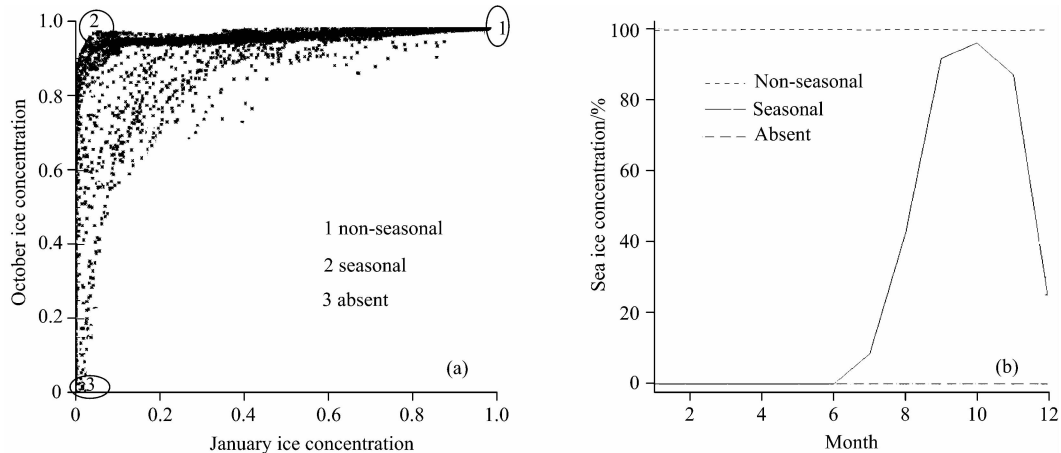 1.0
0.8
0.6
0.4
0.2
0
October ice concentration
2
1
1 non-seasonal
2 seasonal
3 absent
3
(a)
0 0.2 0.4 0.6 0.8 1.0
January ice concentration
100
80
60
40
20
0
Sea ice concentration/%
Non-seasonal
Seasonal
Absent
(b)
2 4 6 8 10 12
Month